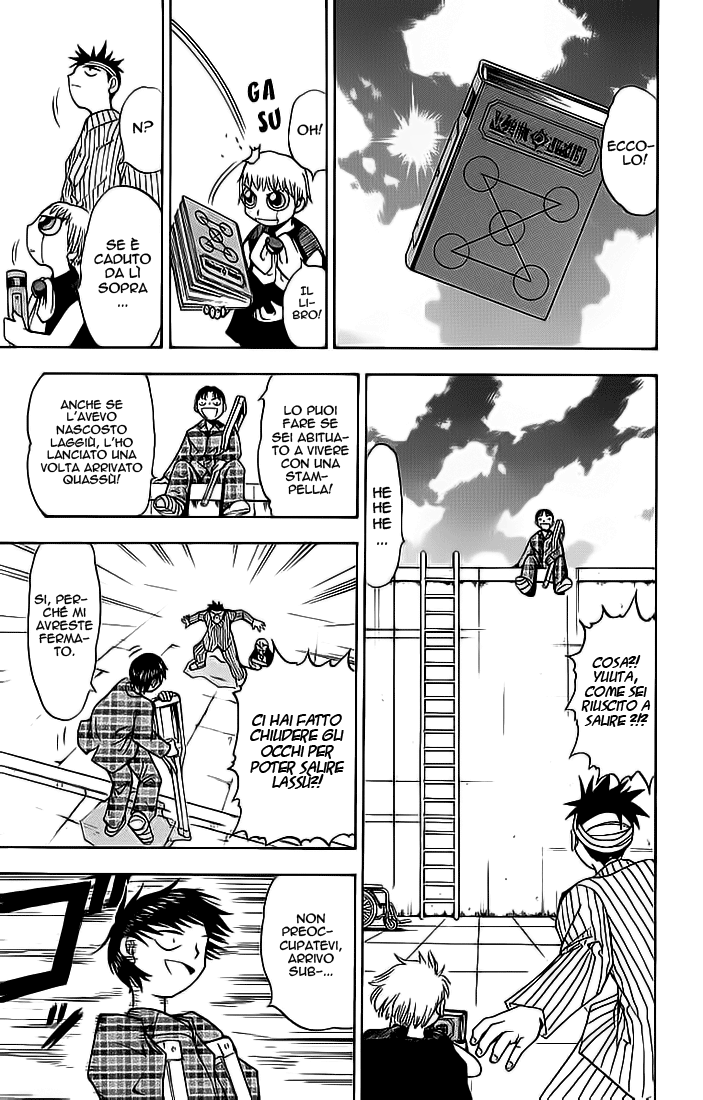 ECCO-
LO!
GA
SU
OH!
IL
LI-
BRO!
N?
SE È
CADUTO
DA LÌ
SOPRA
...
HE
HE
HE
...
COSA?!
YUUTA,
COME SEI
RIUSCITO A
SALIRE ?!?
LO PUOI
FARE SE
SEI ABITUA-
TO A VIVERE
CON UNA
STAM-
PELLA!
ANCHE SE
L'AVEVO
NASCOSTO
LAGGIÙ, L'HO
LANCIATO UNA
VOLTA ARRIVATO
QUASSÙ!
SI, PER-
CHÉ MI
AVRESTE
FERMA-
TO.
CI HAI FATTO
CHIUDERE GLI
OCCHI PER
POTER SALIRE
LASSÙ?!
NON
PREOC-
CUPATEVI,
ARRIVO
SUB-...